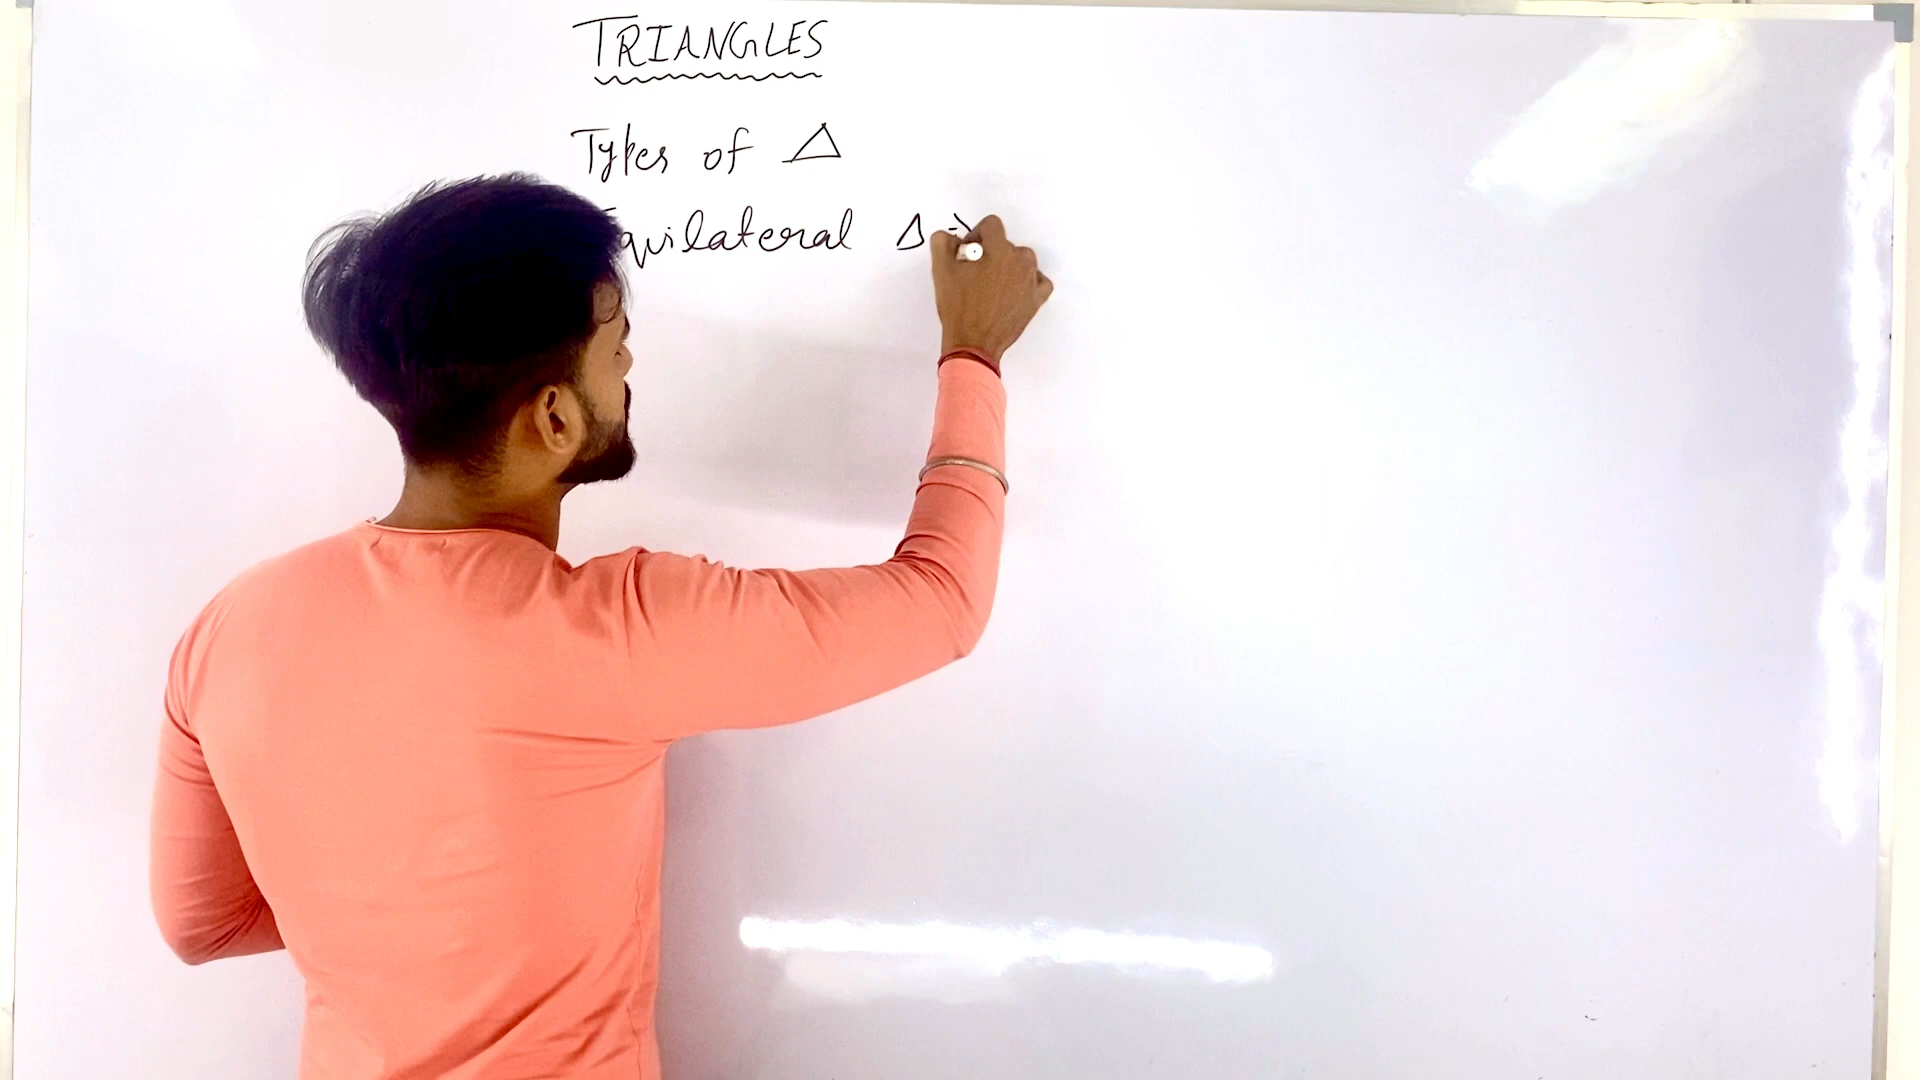 TRIANGLES
Types of △
quilateral △ ⇒